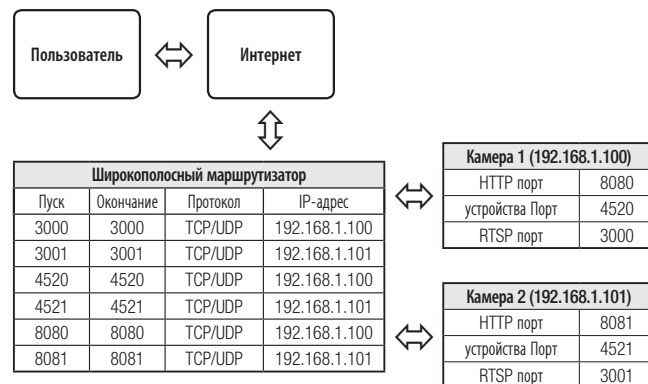 Пользователь
Интернет
Широкополосный маршрутизатор
Пуск Окончание Протокол IP-адрес
3000 3000 TCP/UDP 192.168.1.100
3001 3001 TCP/UDP 192.168.1.101
4520 4520 TCP/UDP 192.168.1.100
4521 4521 TCP/UDP 192.168.1.101
8080 8080 TCP/UDP 192.168.1.100
8081 8081 TCP/UDP 192.168.1.101
Камера 1 (192.168.1.100)
HTTP порт 8080
устройства Порт 4520
RTSP порт 3000
Камера 2 (192.168.1.101)
HTTP порт 8081
устройства Порт 4521
RTSP порт 3001